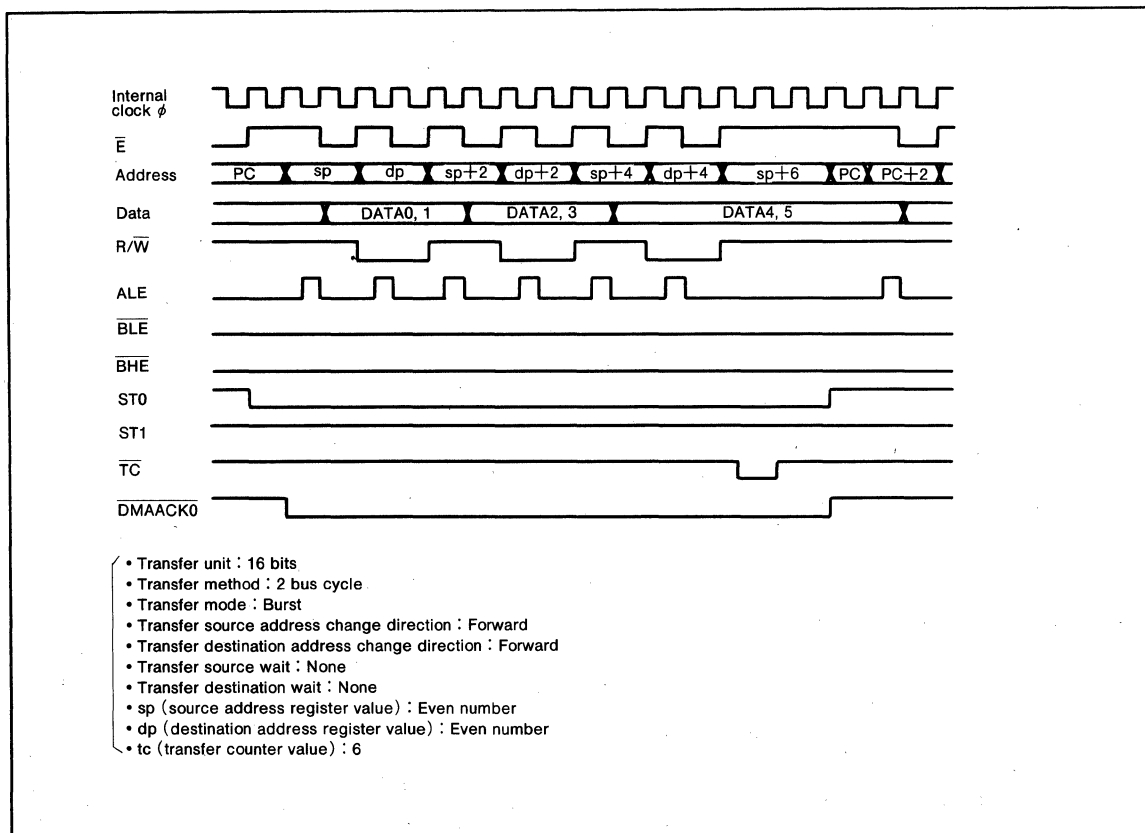 Internal
clock φ
E̅
Address PC sp dp sp+2 dp+2 sp+4 dp+4 sp+6 PC PC+2
Data DATA0, 1 DATA2, 3 DATA4, 5
R/W̅
ALE
B̅L̅E̅
B̅H̅E̅
ST0
ST1
T̅C̅
D̅M̅A̅A̅C̅K̅0̅
• Transfer unit : 16 bits
• Transfer method : 2 bus cycle
• Transfer mode : Burst
• Transfer source address change direction : Forward
• Transfer destination address change direction : Forward
• Transfer source wait : None
• Transfer destination wait : None
• sp (source address register value) : Even number
• dp (destination address register value) : Even number
• tc (transfer counter value) : 6